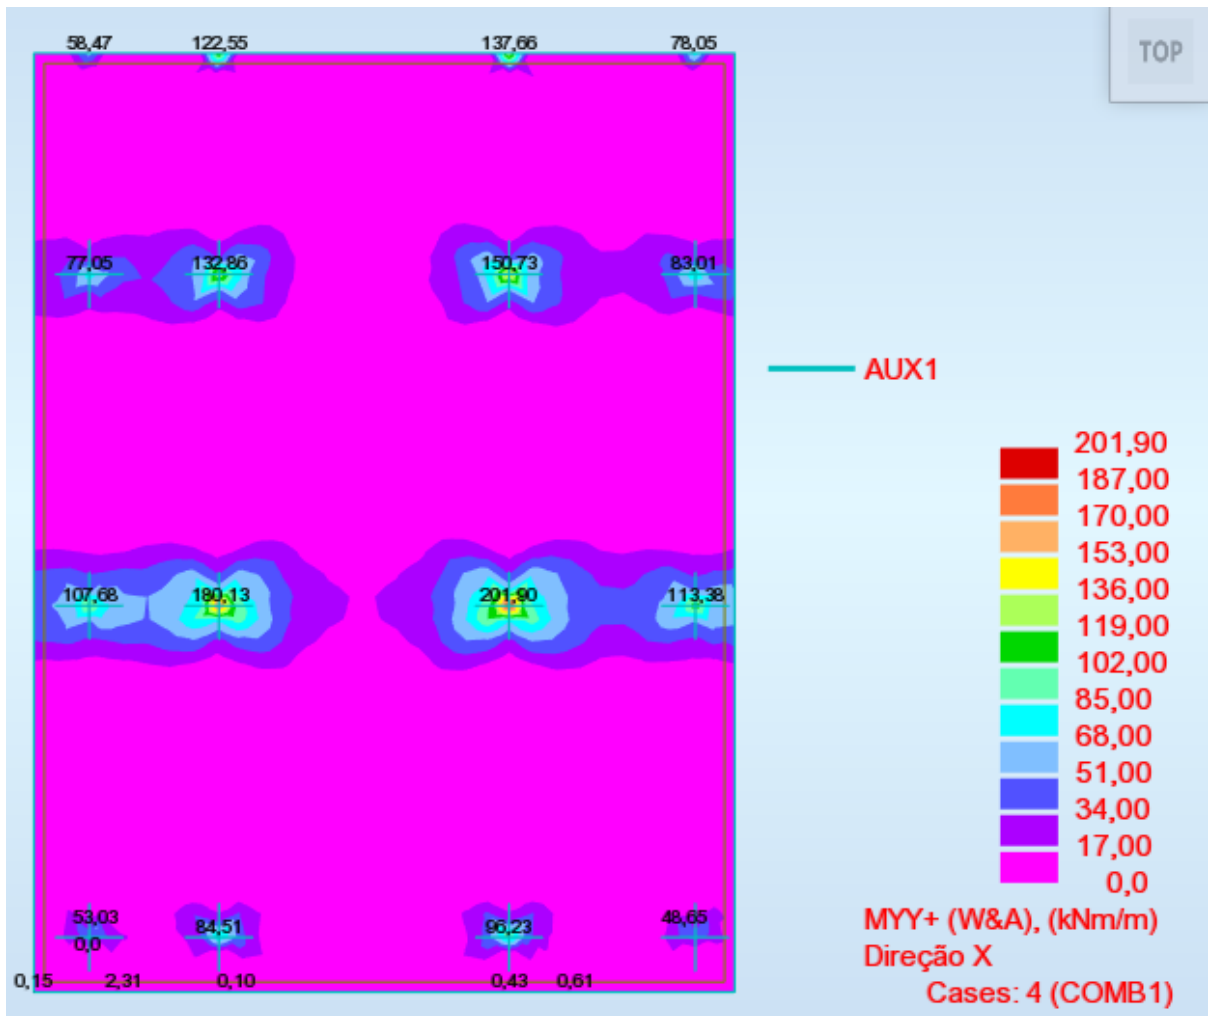 58,47 122,55 137,66 78,05
TOP
77,05 132,86 150,73 83,01
AUX1
201,90
187,00
170,00
153,00
136,00
119,00
102,00
85,00
68,00
51,00
34,00
17,00
0,0
107,68 180,13 201,90 113,38
53,03 84,51 96,23 48,65
0,0
0,15 2,31 0,10 0,43 0,61
MYY+ (W&A), (kNm/m)
Direção X
Cases: 4 (COMB1)